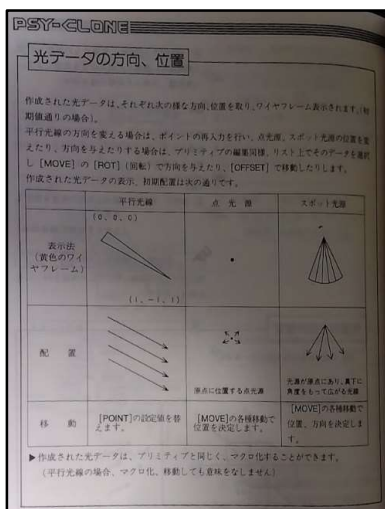 PSY-CLONE
光データの方向、位置
作成された光データは、それぞれ次の様な方向、位置を取り、ワイヤフレーム表示されます。(初
期値通りの場合)。
平行光線の方向を変える場合は、ポイントの再入力を行い、点光源、スポット光源の位置を変
えたり、方向を与えたりする場合は、プリミティブの編集同様、リスト上でそのデータを選択
し[MOVE]の[ROT](回転)で方向を与えたり、[OFFSET]で移動したりします。
作成された光データの表示、初期配置は次の通りです。
平行光線 点光源 スポット光源
表示法
(黄色のワイ
ヤフレーム)
(0, 0, 0)
(1, -1, 1)
配置
原点に位置する点光源
光源が原点にあり、真下に
角度をもって広がる光線
移動
[POINT]の設定値を替
えます。
[MOVE]の各種移動で
位置を決定します。
[MOVE]の各種移動で
位置、方向を決定しま
す。
▶作成された光データは、プリミティブと同じく、マクロ化することができます。
(平行光線の場合、マクロ化、移動しても意味をなしません)